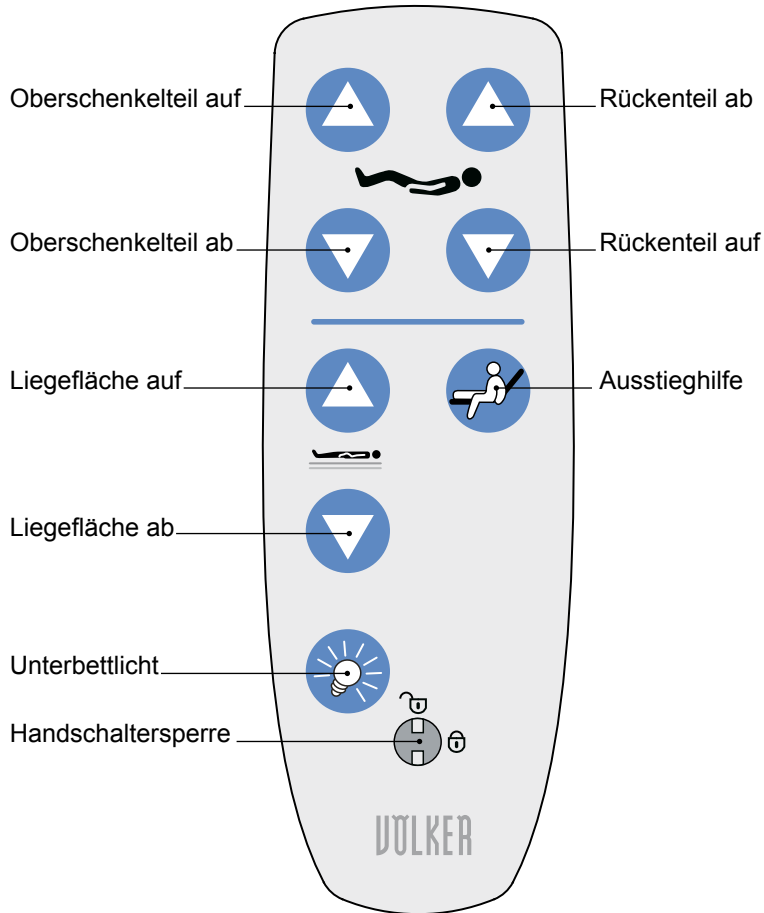 Oberschenkelteil auf
Rückenteil ab
Oberschenkelteil ab
Rückenteil auf
Liegefläche auf
Ausstieghilfe
Liegefläche ab
Unterbettlicht
Handschaltersperre
VÖLKER